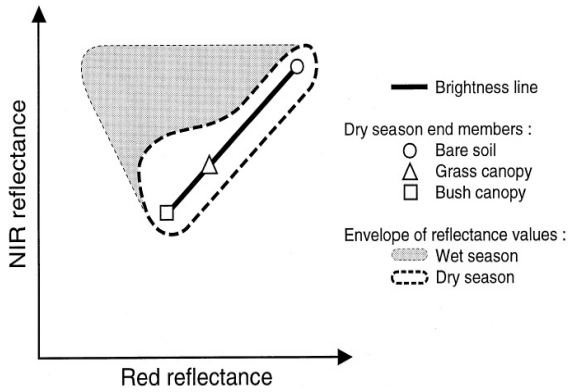 NIR reflectance
Red reflectance
Brightness line
Dry season end members :
Bare soil
Grass canopy
Bush canopy
Envelope of reflectance values :
Wet season
Dry season